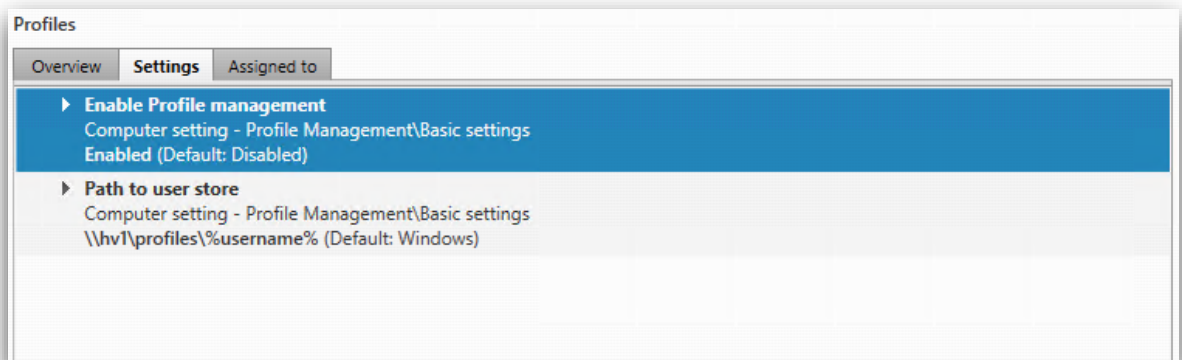 Profiles
Overview Settings Assigned to
Enable Profile management
Computer setting - Profile Management\Basic settings
Enabled (Default: Disabled)
Path to user store
Computer setting - Profile Management\Basic settings
\\hv1\profiles\%username% (Default: Windows)